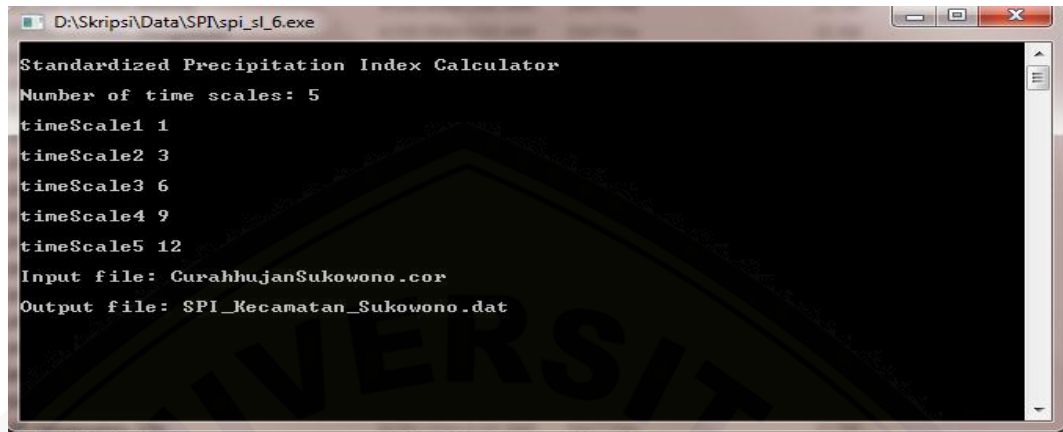 D:\Skripsi\Data\SPI\spi_sl_6.exe
Standardized Precipitation Index Calculator
Number of time scales: 5
timeScale1 1
timeScale2 3
timeScale3 6
timeScale4 9
timeScale5 12
Input file: CurahhujanSukowono.cor
Output file: SPI_Kecamatan_Sukowono.dat